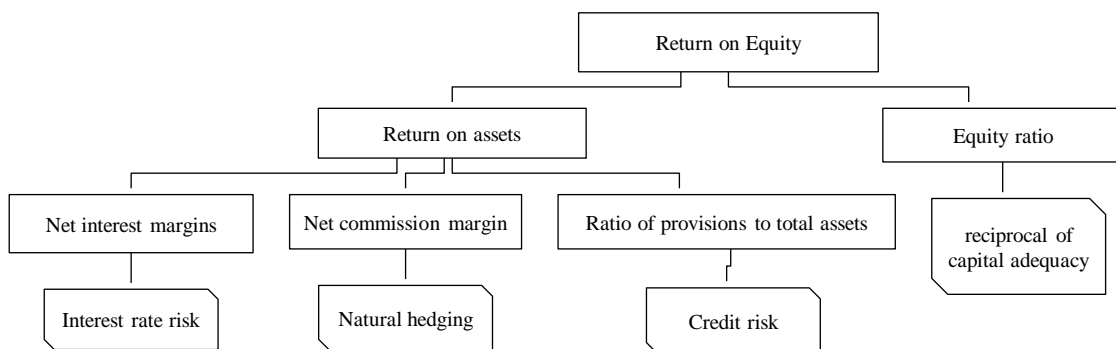 Return on Equity
Return on assets
Equity ratio
Net interest margins
Net commission margin
Ratio of provisions to total assets
reciprocal of
capital adequacy
Interest rate risk
Natural hedging
Credit risk